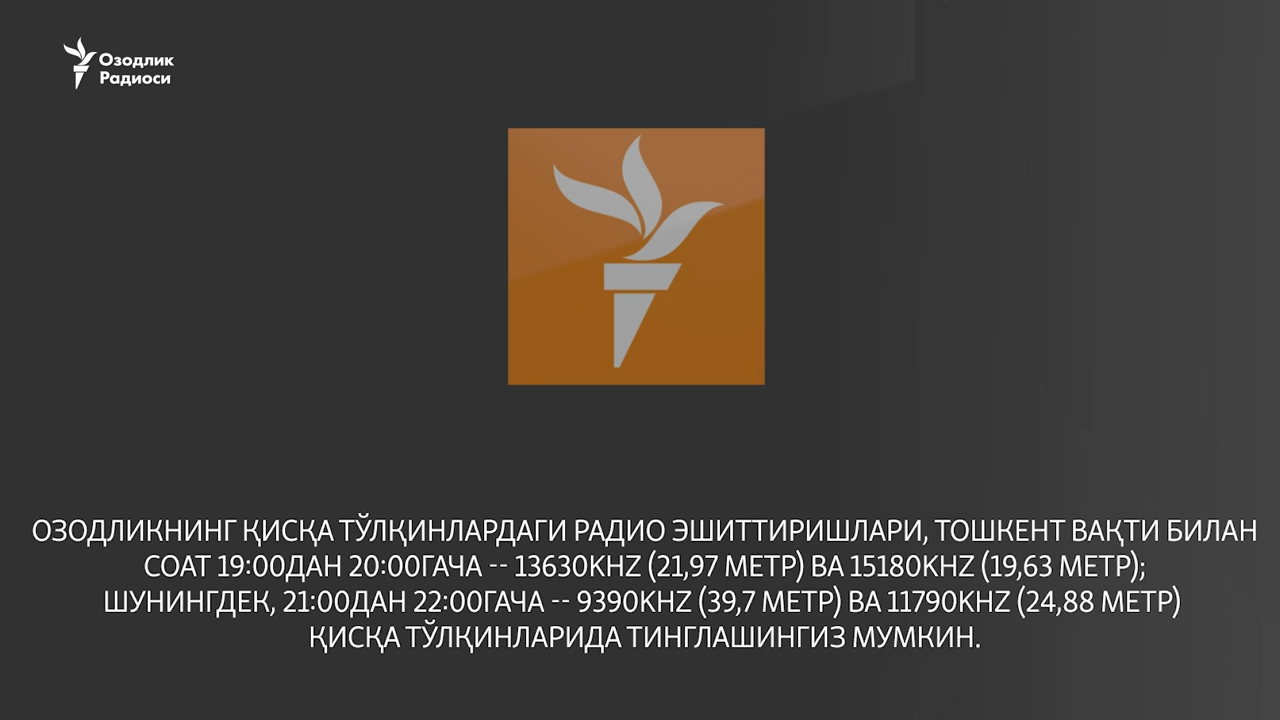 Озодлик
Радиоси
ОЗОДЛИКНИНГ ҚИСҚА ТЎЛҚИНЛАРДАГИ РАДИО ЭШИТТИРИШЛАРИ, ТОШКЕНТ ВАҚТИ БИЛАН
СОАТ 19:00ДАН 20:00ГАЧА -- 13630KHZ (21,97 МЕТР) ВА 15180KHZ (19,63 МЕТР);
ШУНИНГДЕК, 21:00ДАН 22:00ГАЧА -- 9390KHZ (39,7 МЕТР) ВА 11790KHZ (24,88 МЕТР)
ҚИСҚА ТЎЛҚИНЛАРИДА ТИНГЛАШИНГИЗ МУМКИН.